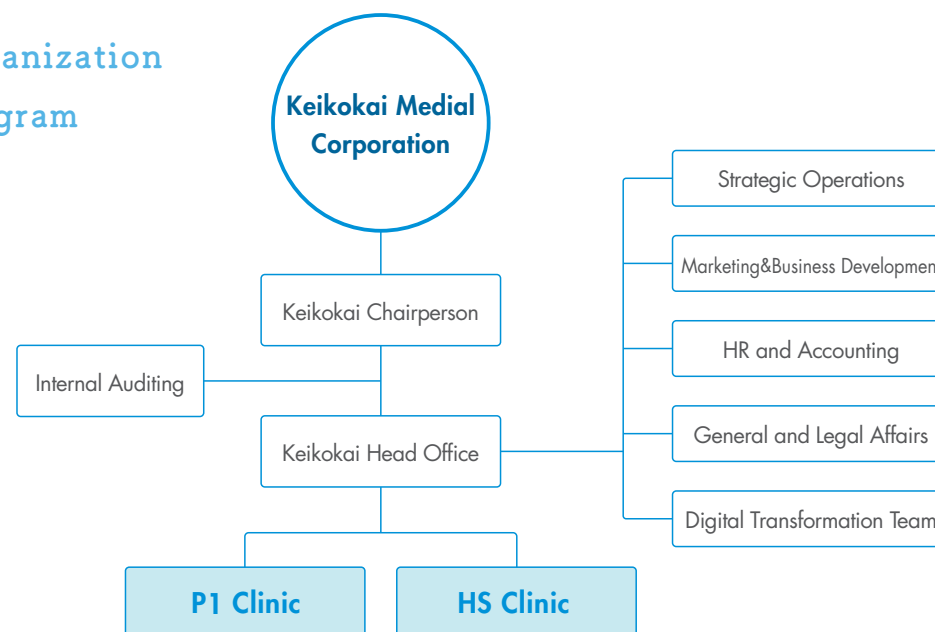 anization
gram
Keikokai Medial
Corporation
Strategic Operations
Marketing&Business Developmen
Keikokai Chairperson
HR and Accounting
Internal Auditing
General and Legal Affairs
Keikokai Head Office
Digital Transformation Team
P1 Clinic
HS Clinic